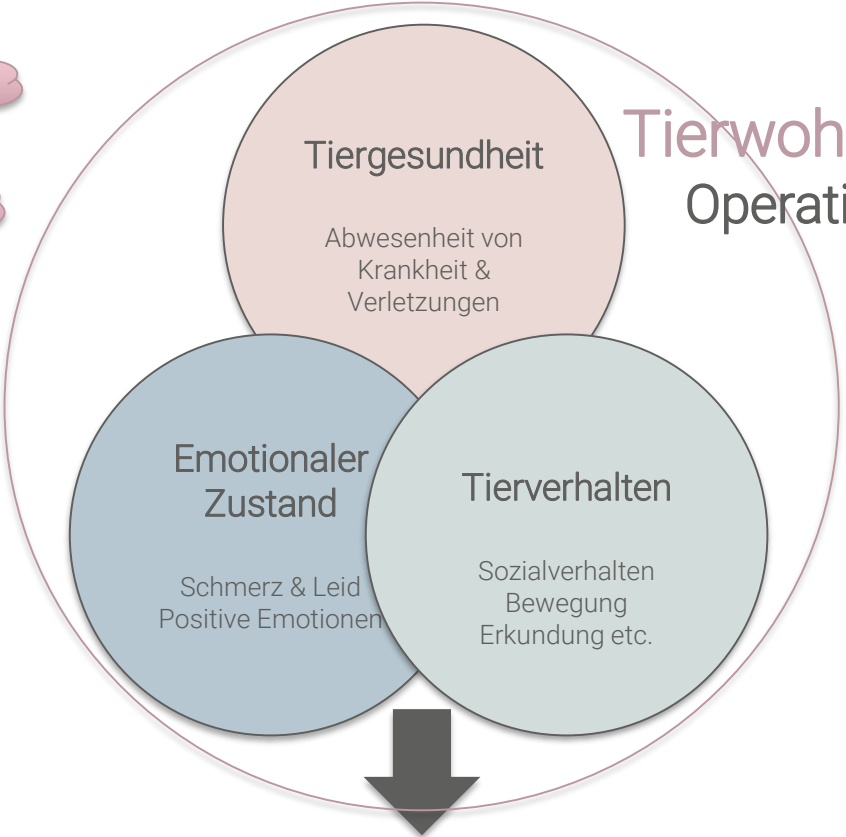 Tierwoh
Operati
Tiergesundheit
Abwesenheit von
Krankheit &
Verletzungen
Emotionaler
Zustand
Schmerz & Leid
Positive Emotionen
Tierverhalten
Sozialverhalten
Bewegung
Erkundung etc.